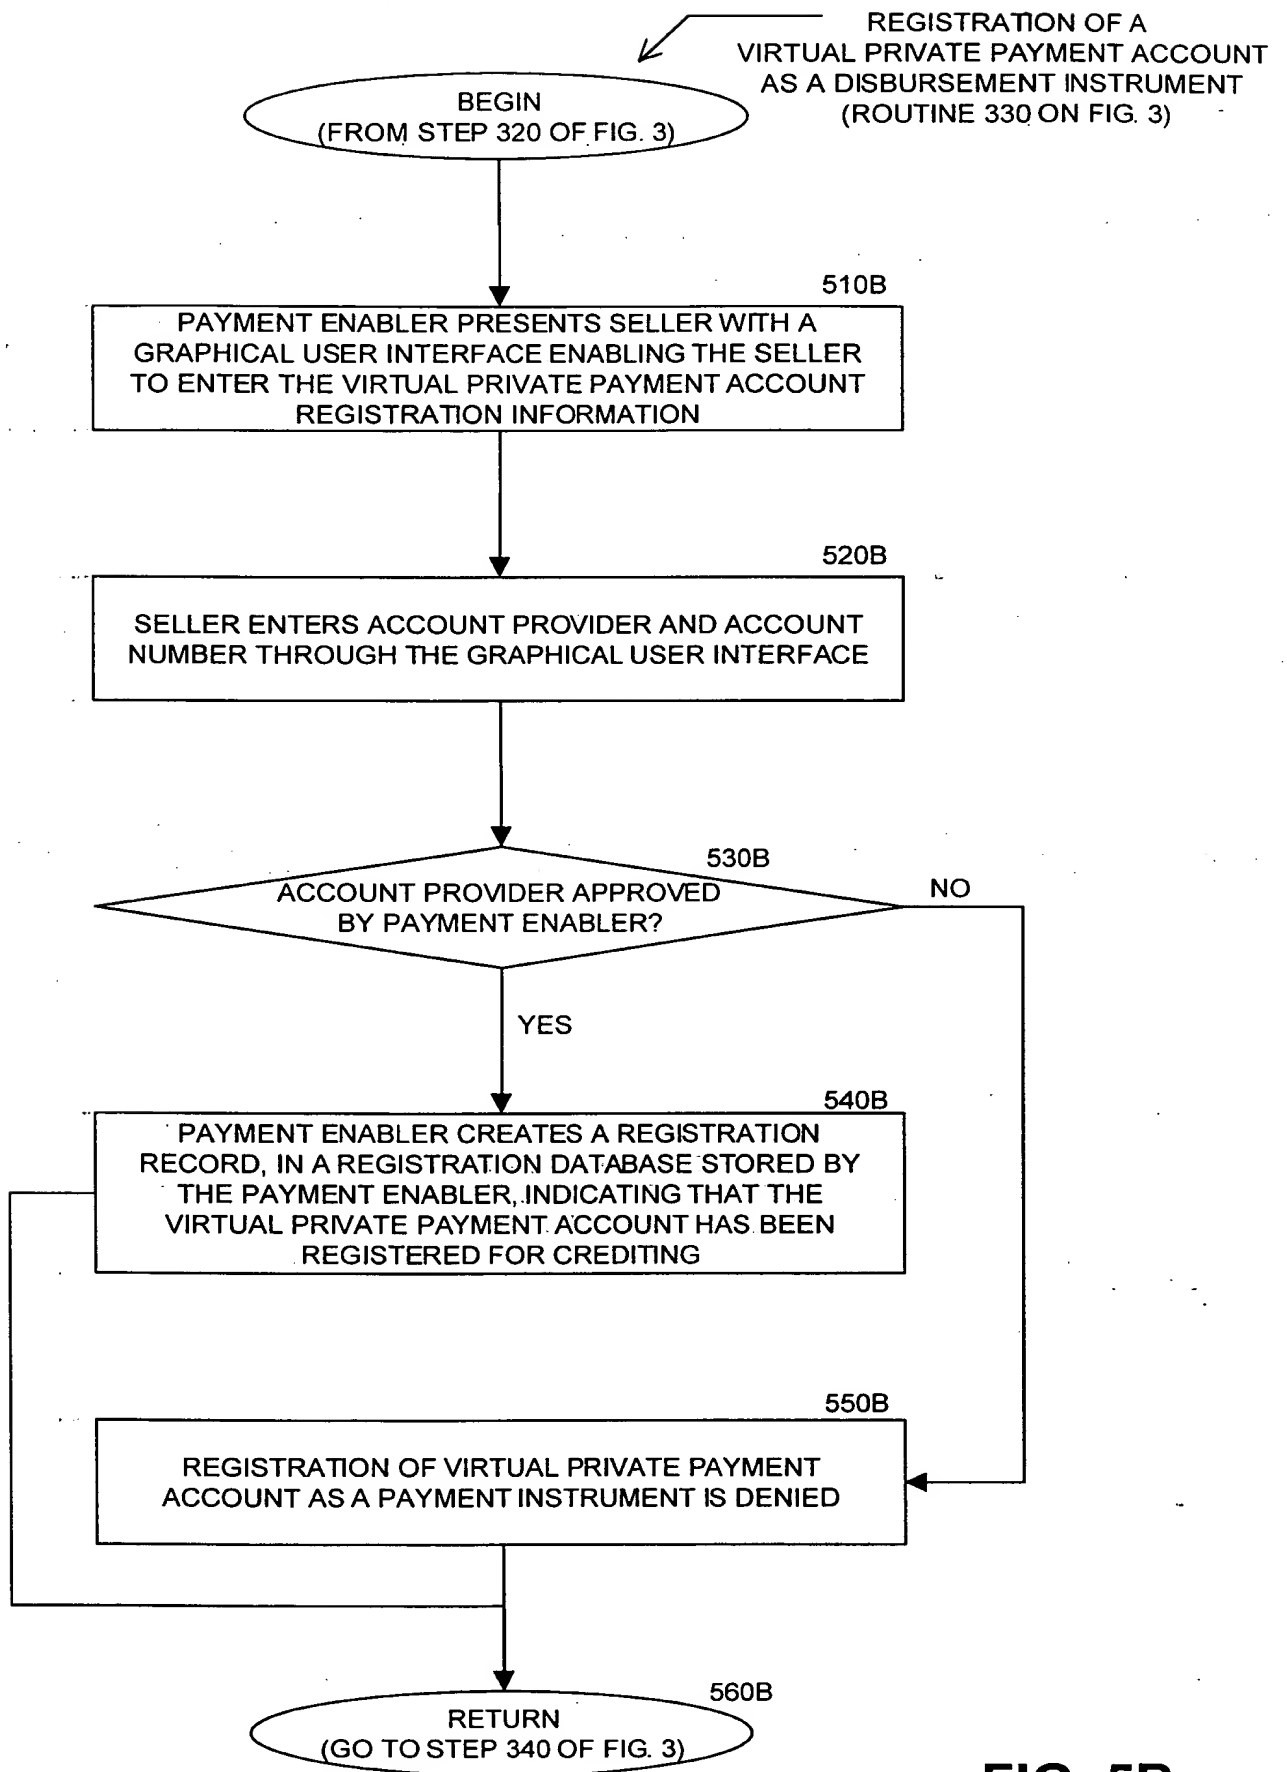 REGISTRATION OF A
VIRTUAL PRIVATE PAYMENT ACCOUNT
AS A DISBURSEMENT INSTRUMENT
(ROUTINE 330 ON FIG. 3)
BEGIN
(FROM STEP 320 OF FIG. 3)
510B
PAYMENT ENABLER PRESENTS SELLER WITH A
GRAPHICAL USER INTERFACE ENABLING THE SELLER
TO ENTER THE VIRTUAL PRIVATE PAYMENT ACCOUNT
REGISTRATION INFORMATION
520B
SELLER ENTERS ACCOUNT PROVIDER AND ACCOUNT
NUMBER THROUGH THE GRAPHICAL USER INTERFACE
530B
ACCOUNT PROVIDER APPROVED
BY PAYMENT ENABLER?
NO
YES
540B
PAYMENT ENABLER CREATES A REGISTRATION
RECORD, IN A REGISTRATION DATABASE STORED BY
THE PAYMENT ENABLER, INDICATING THAT THE
VIRTUAL PRIVATE PAYMENT ACCOUNT HAS BEEN
REGISTERED FOR CREDITING
550B
REGISTRATION OF VIRTUAL PRIVATE PAYMENT
ACCOUNT AS A PAYMENT INSTRUMENT IS DENIED
560B
RETURN
(GO TO STEP 340 OF FIG. 3)